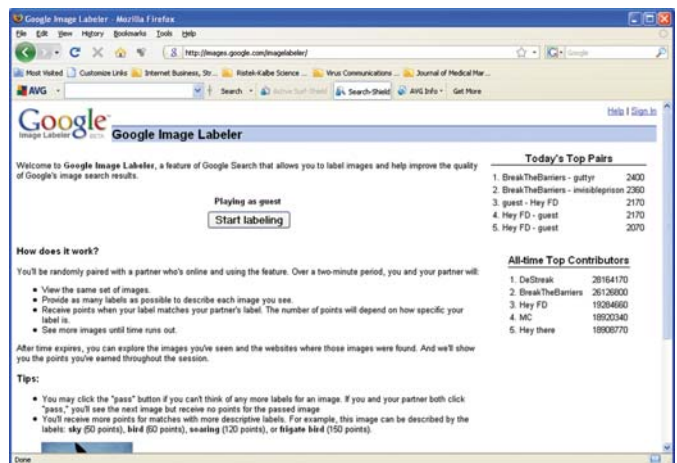 Google Image Labeler - Mozilla Firefox
File Edit View History Bookmarks Tools Help
http://images.google.com/imagelabeler/
Google
Most Visited Customize Links Internet Business, Str... Ristek-Kalbe Science ... Virus Communications ... Journal of Medical Mar...
AVG Search Active Surf-Shield Search-Shield AVG Info Get More
Help | Sign In
Google
Image Labeler BETA
Google Image Labeler
Welcome to Google Image Labeler, a feature of Google Search that allows you to label images and help improve the quality
of Google's image search results.
Playing as guest
Start labeling
How does it work?
You'll be randomly paired with a partner who's online and using the feature. Over a two-minute period, you and your partner will:
• View the same set of images.
• Provide as many labels as possible to describe each image you see.
• Receive points when your label matches your partner's label. The number of points will depend on how specific your
label is.
• See more images until time runs out.
After time expires, you can explore the images you've seen and the websites where those images were found. And we'll show
you the points you've earned throughout the session.
Tips:
• You may click the "pass" button if you can't think of any more labels for an image. If you and your partner both click
"pass," you'll see the next image but receive no points for the passed image
• You'll receive more points for matches with more descriptive labels. For example, this image can be described by the
labels: sky (50 points), bird (60 points), soaring (120 points), or frigate bird (150 points).
Today's Top Pairs
1. BreakTheBarriers - guttyr 2400
2. BreakTheBarriers - invisibleprison 2360
3. guest - Hey FD 2170
4. Hey FD - guest 2170
5. Hey FD - guest 2070
All-time Top Contributors
1. DeStreak 28164170
2. BreakTheBarriers 26126800
3. Hey FD 19284660
4. MC 18920340
5. Hey there 18908770
Done